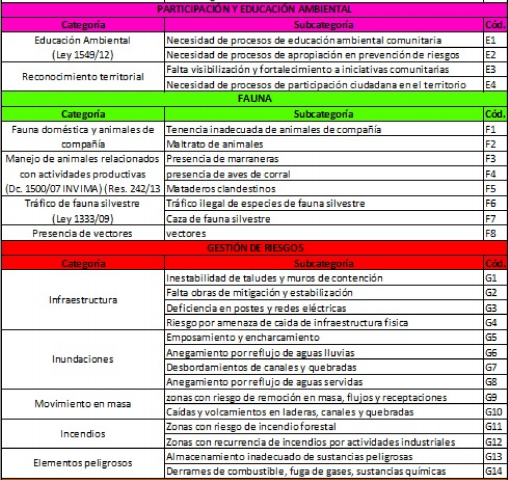 PARTICIPACIÓN Y EDUCACIÓN AMBIENTAL
Categoría Subcategoría Cód.
Educación Ambiental (Ley 1549/12)
Necesidad de procesos de educación ambiental comunitaria E1
Necesidad de procesos de apropiación en prevención de riesgos E2
Reconocimiento territorial
Falta visibilización y fortalecimiento a iniciativas comunitarias E3
Necesidad de procesos de participación ciudadana en el territorio E4
FAUNA
Categoría Subcategoría Cód.
Fauna doméstica y animales de compañía
Tenencia inadecuada de animales de compañía F1
Maltrato de animales F2
Manejo de animales relacionados con actividades productivas (Dc. 1500/07 INVIMA) (Res. 242/13
Presencia de marraneras F3
presencia de aves de corral F4
Mataderos clandestinos F5
Tráfico de fauna silvestre (Ley 1333/09)
Tráfico ilegal de especies de fauna silvestre F6
Caza de fauna silvestre F7
Presencia de vectores vectores F8
GESTIÓN DE RIESGOS
Categoría Subcategoría Cód.
Infraestructura
Inestabilidad de taludes y muros de contención G1
Falta obras de mitigación y estabilización G2
Deficiencia en postes y redes eléctricas G3
Riesgo por amenaza de caida de infraestructura fisica G4
Inundaciones
Emposamiento y encharcamiento G5
Anegamiento por reflujo de aguas lluvias G6
Desbordamientos de canales y quebradas G7
Anegamiento por reflujo de aguas servidas G8
Movimiento en masa
zonas con riesgo de remoción en masa, flujos y receptaciones G9
Caídas y volcamientos en laderas, canales y quebradas G10
Incendios
Zonas con riesgo de incendio forestal G11
Zonas con recurrencia de incendios por actividades industriales G12
Elementos peligrosos
Almacenamiento inadecuado de sustancias peligrosas G13
Derrames de combustible, fuga de gases, sustancias químicas G14